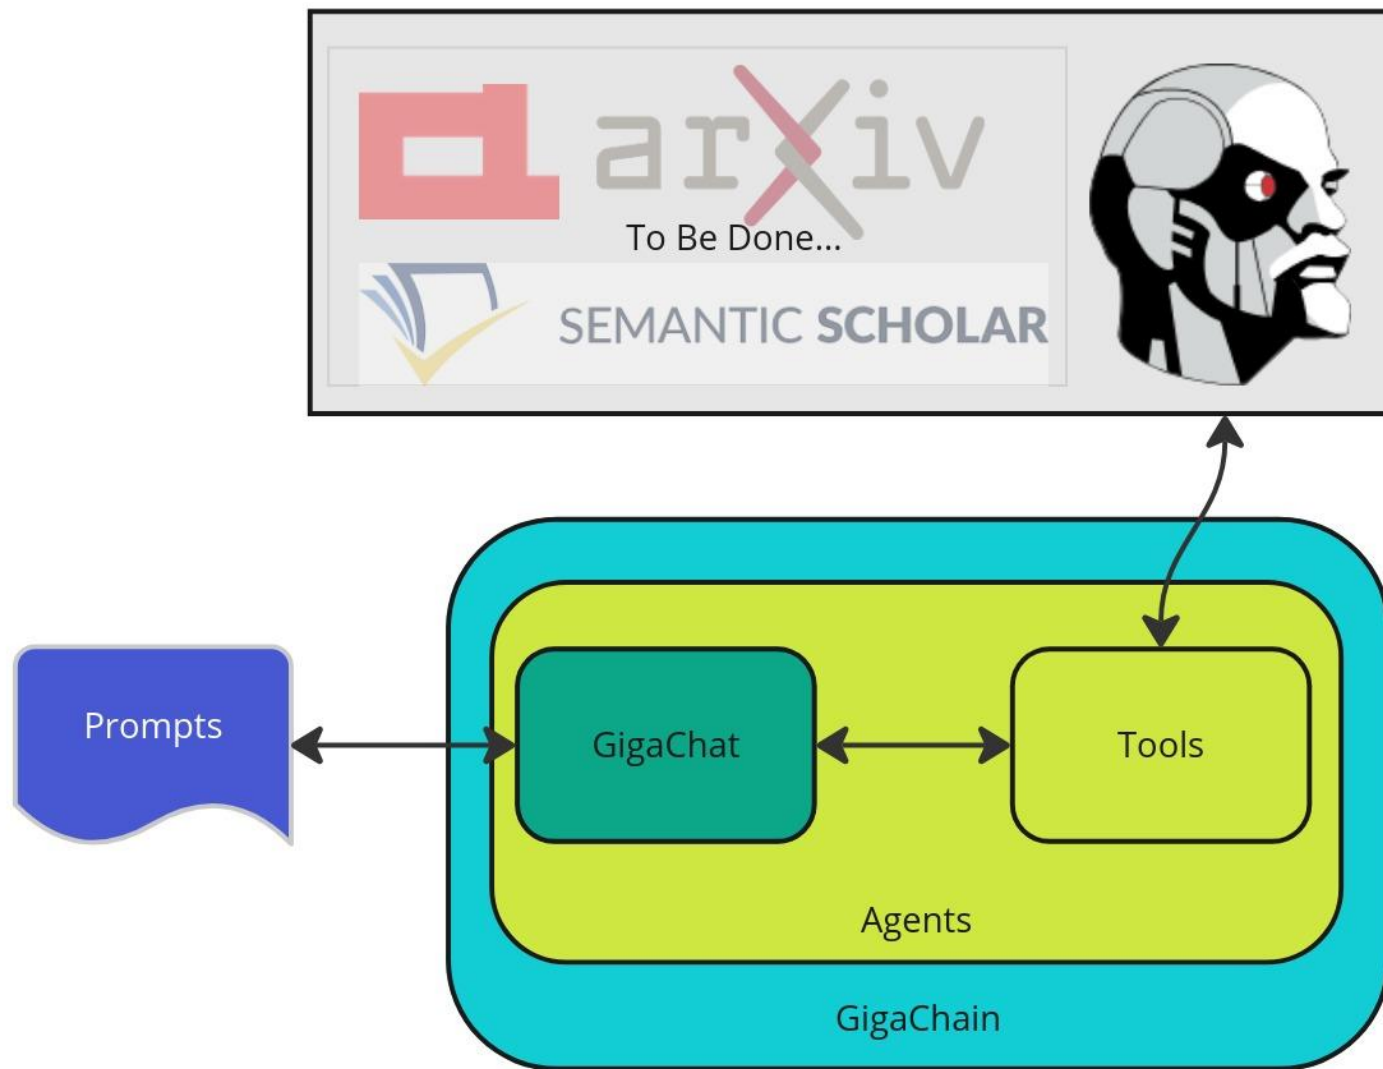 arXiv
To Be Done...
SEMANTIC SCHOLAR
Prompts
GigaChat
Tools
Agents
GigaChain